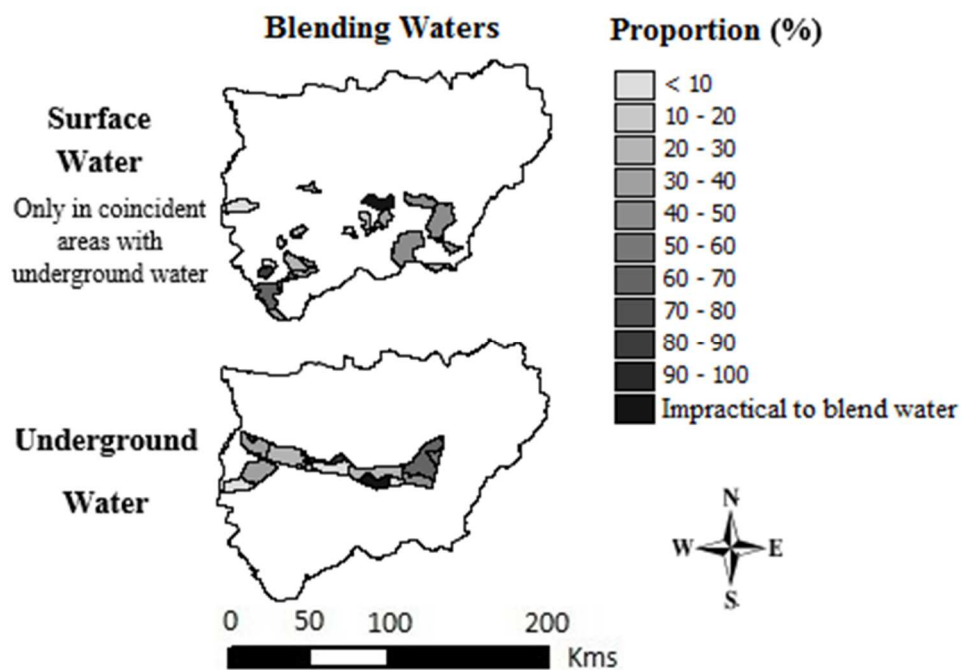 Blending Waters
Proportion (%)
Surface
Water
Only in coincident
areas with
underground water
< 10
10 - 20
20 - 30
30 - 40
40 - 50
50 - 60
60 - 70
70 - 80
80 - 90
90 - 100
Impractical to blend water
Underground
Water
N
W E
S
0 50 100 200
Kms